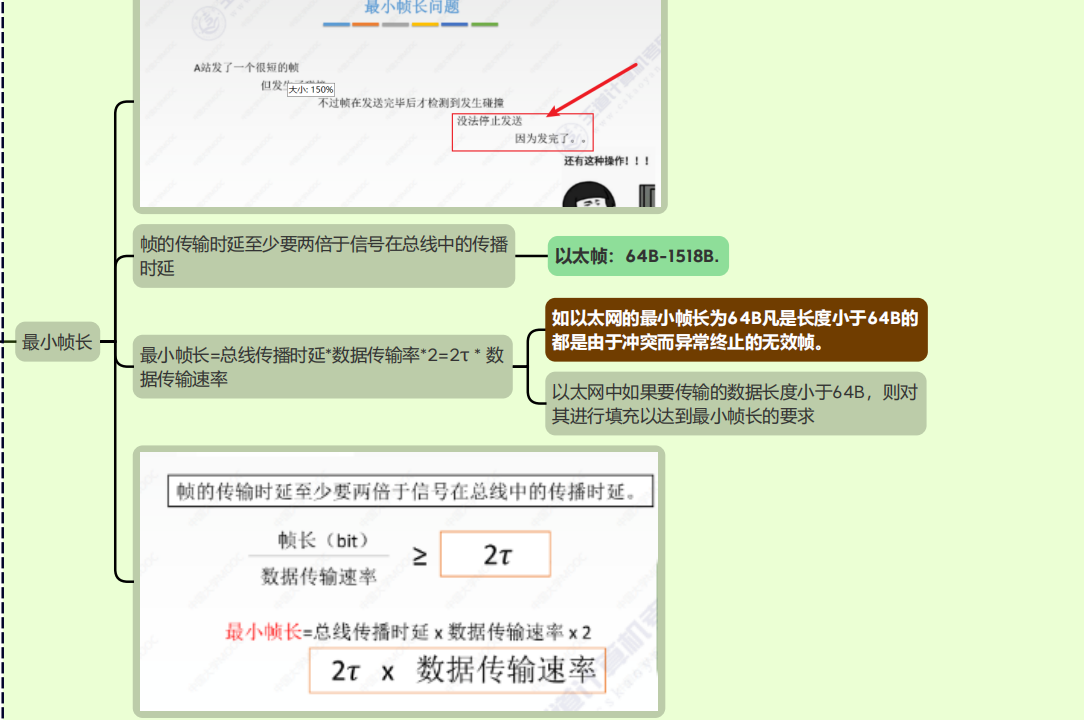 最小帧长问题
A站发了一个很短的帧
但发生了碰撞
大小: 150%
不过帧在发送完毕后才检测到发生碰撞
没法停止发送
因为发完了。。
还有这种操作！！！
帧的传输时延至少要两倍于信号在总线中的传播
时延
以太帧：64B-1518B.
最小帧长
最小帧长=总线传播时延*数据传输率*2=2τ * 数
据传输速率
如以太网的最小帧长为64B凡是长度小于64B的
都是由于冲突而异常终止的无效帧。
以太网中如果要传输的数据长度小于64B，则对
其进行填充以达到最小帧长的要求
帧的传输时延至少要两倍于信号在总线中的传播时延。
帧长（bit）
数据传输速率
≥
2τ
最小帧长=总线传播时延 x 数据传输速率 x 2
2τ x 数据传输速率